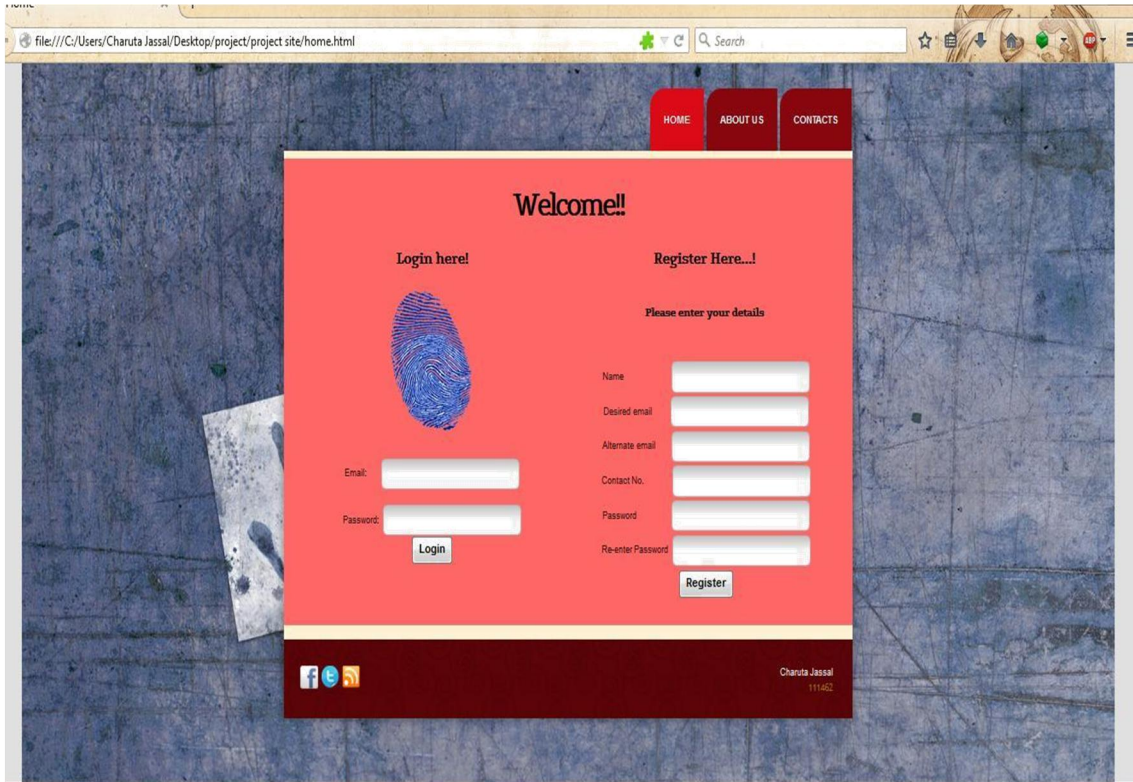 Home
file:///C:/Users/Charuta Jassal/Desktop/project/project site/home.html
Search
ABP
HOME ABOUT US CONTACTS
Welcome!!
Login here!
Register Here...!
Please enter your details
Name
Desired email
Alternate email
Email:
Contact No.
Password:
Password
Login
Re-enter Password
Register
Charuta Jassal
111462